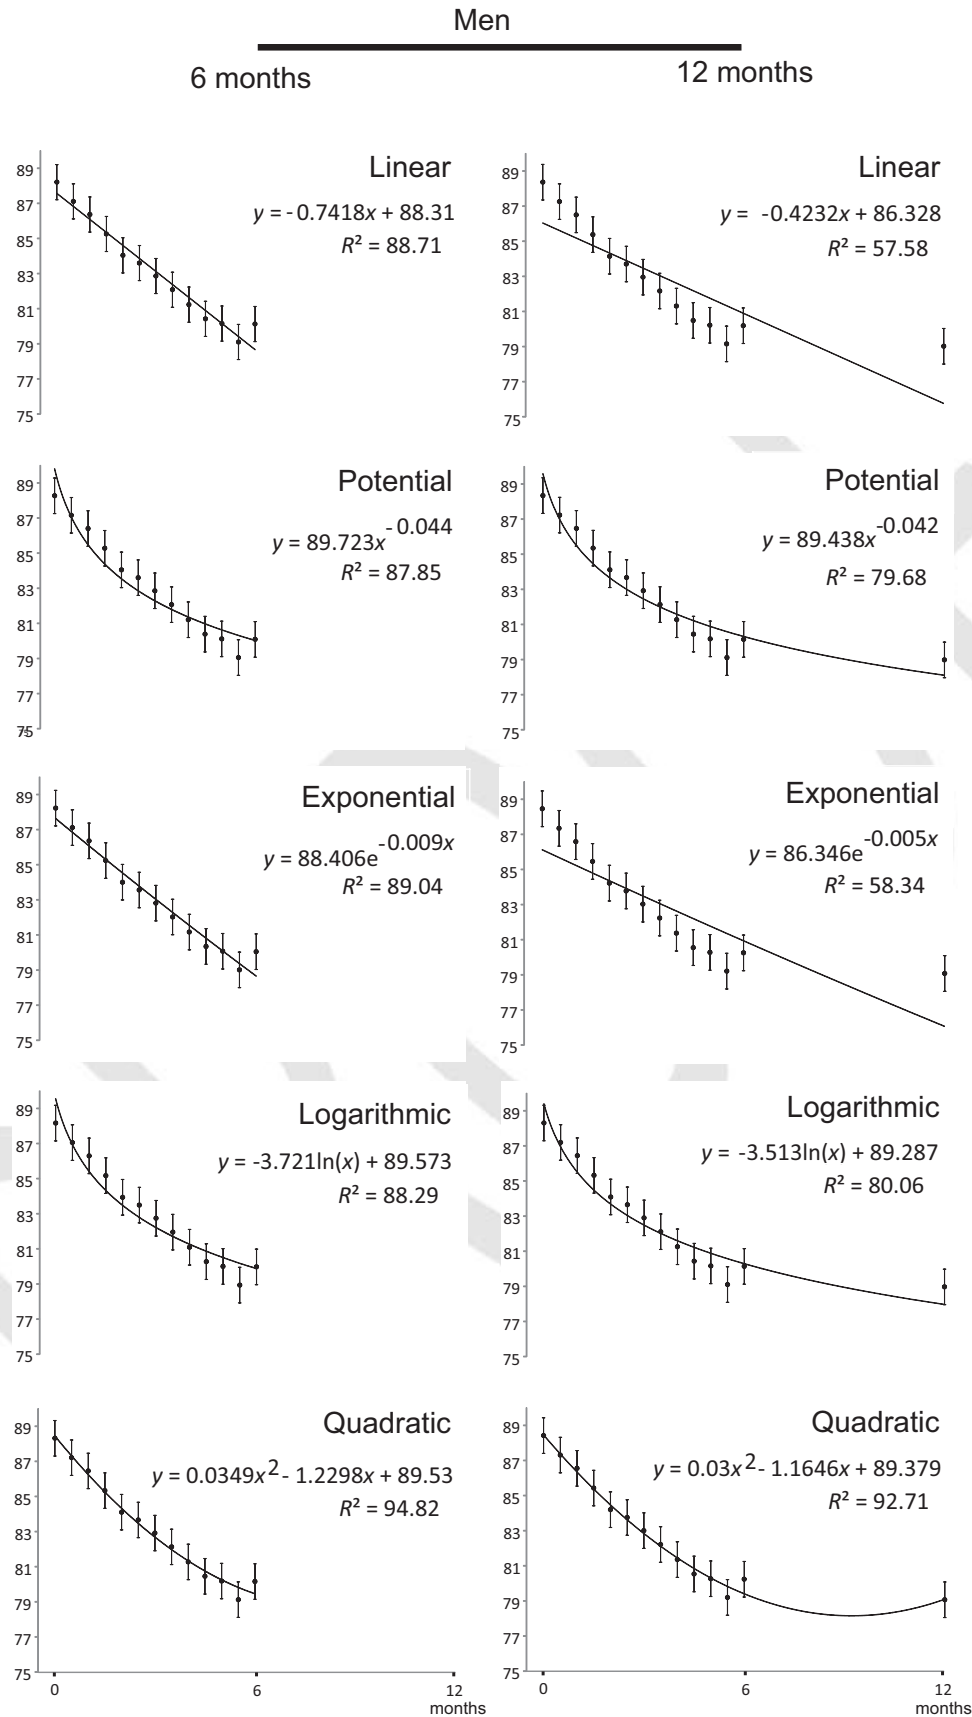 Men
6 months
12 months
Linear
y = - 0.7418x + 88.31
R² = 88.71
89
87
85
83
81
79
77
75
Linear
y = -0.4232x + 86.328
R² = 57.58
89
87
85
83
81
79
77
75
Potential
y = 89.723x^-0.044
R² = 87.85
89
87
85
83
81
79
77
75
Potential
y = 89.438x^-0.042
R² = 79.68
89
87
85
83
81
79
77
75
Exponential
y = 88.406e^-0.009x
R² = 89.04
89
87
85
83
81
79
77
75
Exponential
y = 86.346e^-0.005x
R² = 58.34
89
87
85
83
81
79
77
75
Logarithmic
y = -3.721ln(x) + 89.573
R² = 88.29
89
87
85
83
81
79
77
75
Logarithmic
y = -3.513ln(x) + 89.287
R² = 80.06
89
87
85
83
81
79
77
75
Quadratic
y = 0.0349x² - 1.2298x + 89.53
R² = 94.82
89
87
85
83
81
79
77
75
0 6 12
months
Quadratic
y = 0.03x² - 1.1646x + 89.379
R² = 92.71
89
87
85
83
81
79
77
75
0 6 12
months